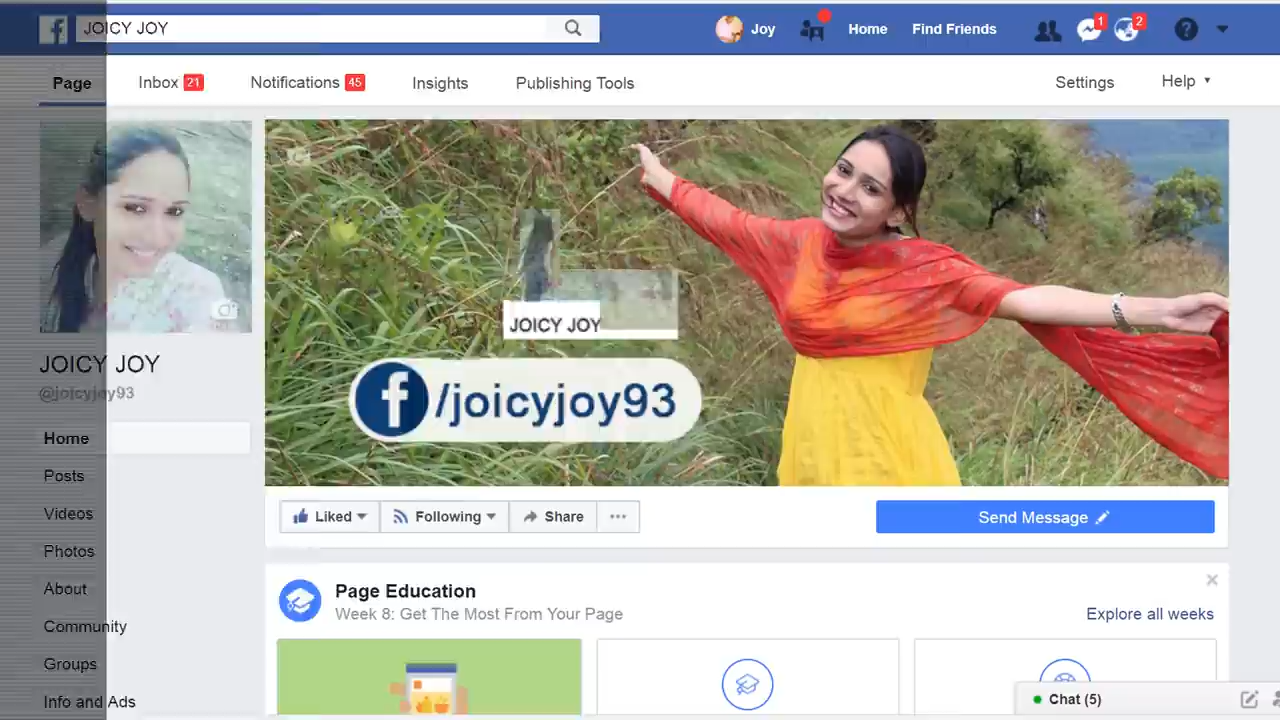 JOICY JOY
Joy
Home
Find Friends
1
2
Page
Inbox 21
Notifications 45
Insights
Publishing Tools
Settings
Help
JOICY JOY
@joicyjoy93
Home
Posts
Videos
Photos
About
Community
Groups
Info and Ads
JOICY JOY
f/joicyjoy93
Liked
Following
Share
Send Message
Page Education
Week 8: Get The Most From Your Page
Explore all weeks
Chat (5)